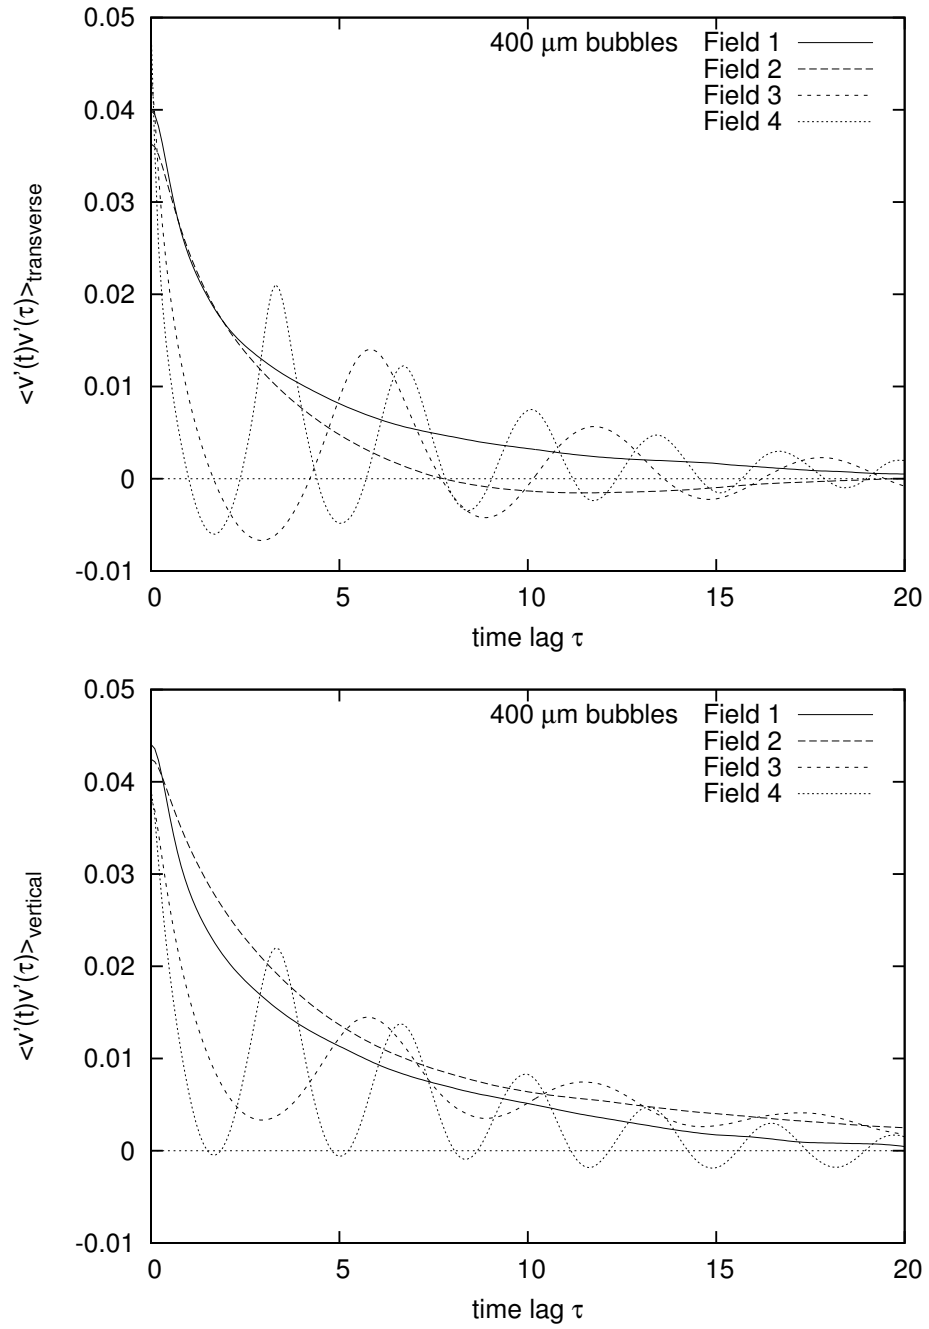 0.05
400 μm bubbles Field 1
Field 2
Field 3
Field 4
0.04
0.03
0.02
0.01
0
-0.01
<v'(t)v'(τ)>transverse
0 5 10 15 20
time lag τ
0.05
400 μm bubbles Field 1
Field 2
Field 3
Field 4
0.04
0.03
0.02
0.01
0
-0.01
<v'(t)v'(τ)>vertical
0 5 10 15 20
time lag τ